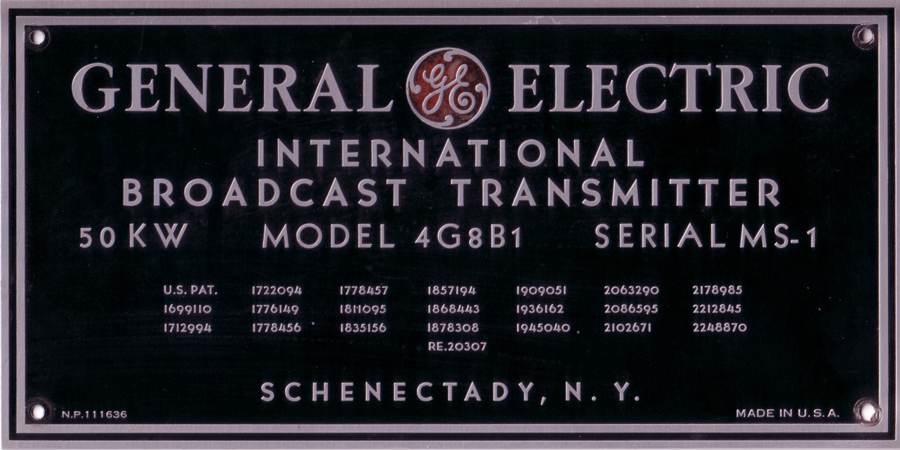 GENERAL GE ELECTRIC
INTERNATIONAL
BROADCAST TRANSMITTER
50 KW MODEL 4G8B1 SERIAL MS-1
U.S. PAT. 1722094 1778457 1857194 1909051 2063290 2178985
1699110 1776149 1811095 1868443 1936162 2086595 2212845
1712994 1778456 1835156 1878308 1945040 2102671 2248870
RE.20307
SCHENECTADY, N. Y.
N.P.111636 MADE IN U.S.A.